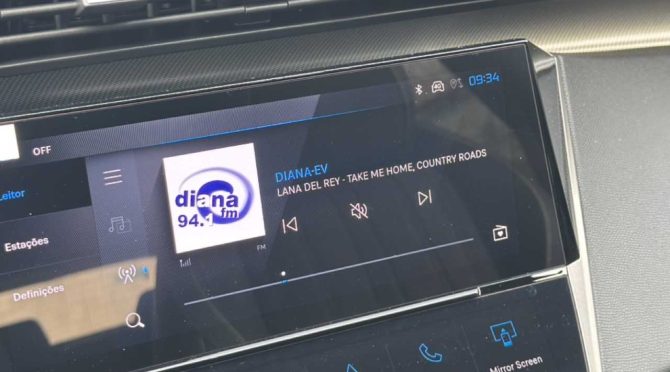 09:34
OFF
Leitor
DIANA-EV
LANA DEL REY - TAKE ME HOME, COUNTRY ROADS
diana
fm
94.1
Estações
FM
Definições
Mirror Screen